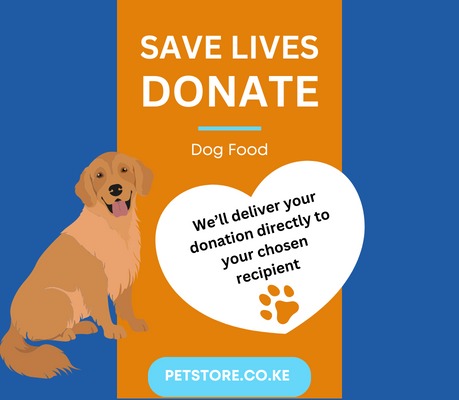 SAVE LIVES
DONATE
Dog Food
We'll deliver your
donation directly to
your chosen
recipient
PETSTORE.CO.KE